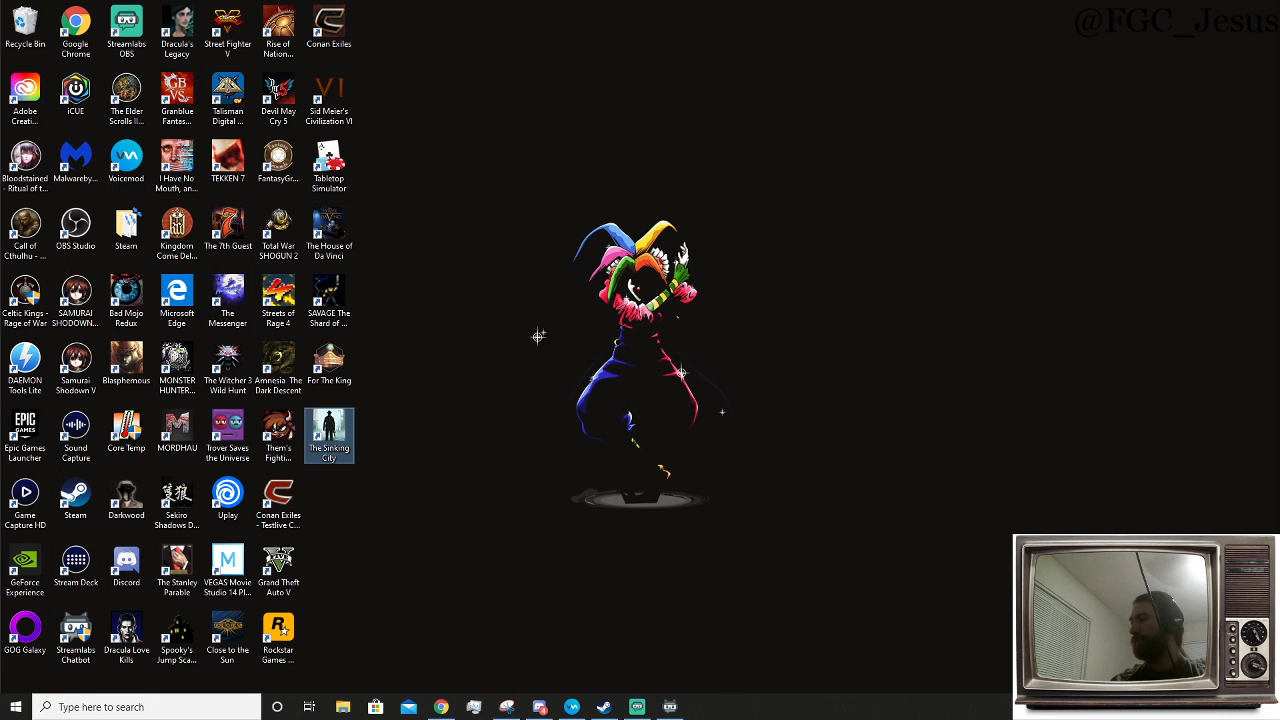 @FGC_Jesus
Recycle Bin
Google
Chrome
Streamlabs
OBS
Dracula's
Legacy
Street Fighter
V
Rise of
Nation...
Conan Exiles
Adobe
Creati...
iCUE
The Elder
Scrolls II...
GB
VS
Granblue
Fantas...
Talisman
Digital ...
Devil May
Cry 5
VI
Sid Meier's
Civilization VI
Bloodstained
- Ritual of t...
Malwareby...
Voicemod
I Have No
Mouth, an...
TEKKEN 7
FantasyGr...
Tabletop
Simulator
Call of
Cthulhu - ...
OBS Studio
Steam
Kingdom
Come Del...
The 7th Guest
Total War
SHOGUN 2
The House of
Da Vinci
Celtic Kings -
Rage of War
SAMURAI
SHODOWN...
Bad Mojo
Redux
Microsoft
Edge
The
Messenger
Streets of
Rage 4
SAVAGE The
Shard of ...
DAEMON
Tools Lite
Samurai
Shodown V
Blasphemous
MONSTER
HUNTER...
The Witcher 3
Wild Hunt
Amnesia The
Dark Descent
For The King
EPIC
GAMES
Epic Games
Launcher
Sound
Capture
Core Temp
MORDHAU
Trover Saves
the Universe
Them's
Fighti...
The Sinking
City
Game
Capture HD
Steam
Darkwood
Sekiro
Shadows D...
Uplay
Conan Exiles
- Testlive C...
GeForce
Experience
Stream Deck
Discord
The Stanley
Parable
M
VEGAS Movie
Studio 14 Pl...
Grand Theft
Auto V
GOG Galaxy
Streamlabs
Chatbot
Dracula Love
Kills
Spooky's
Jump Sca...
Close to the
Sun
R
Rockstar
Games ...
Type here to search